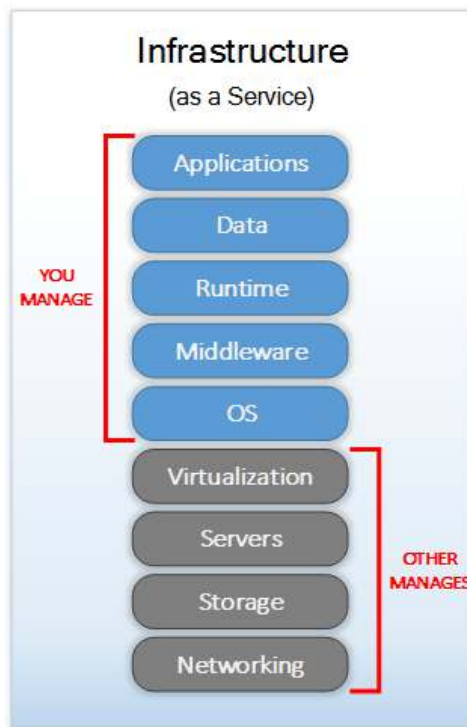 Infrastructure
(as a Service)
Applications
Data
Runtime
Middleware
OS
Virtualization
Servers
Storage
Networking
YOU
MANAGE
OTHER
MANAGES